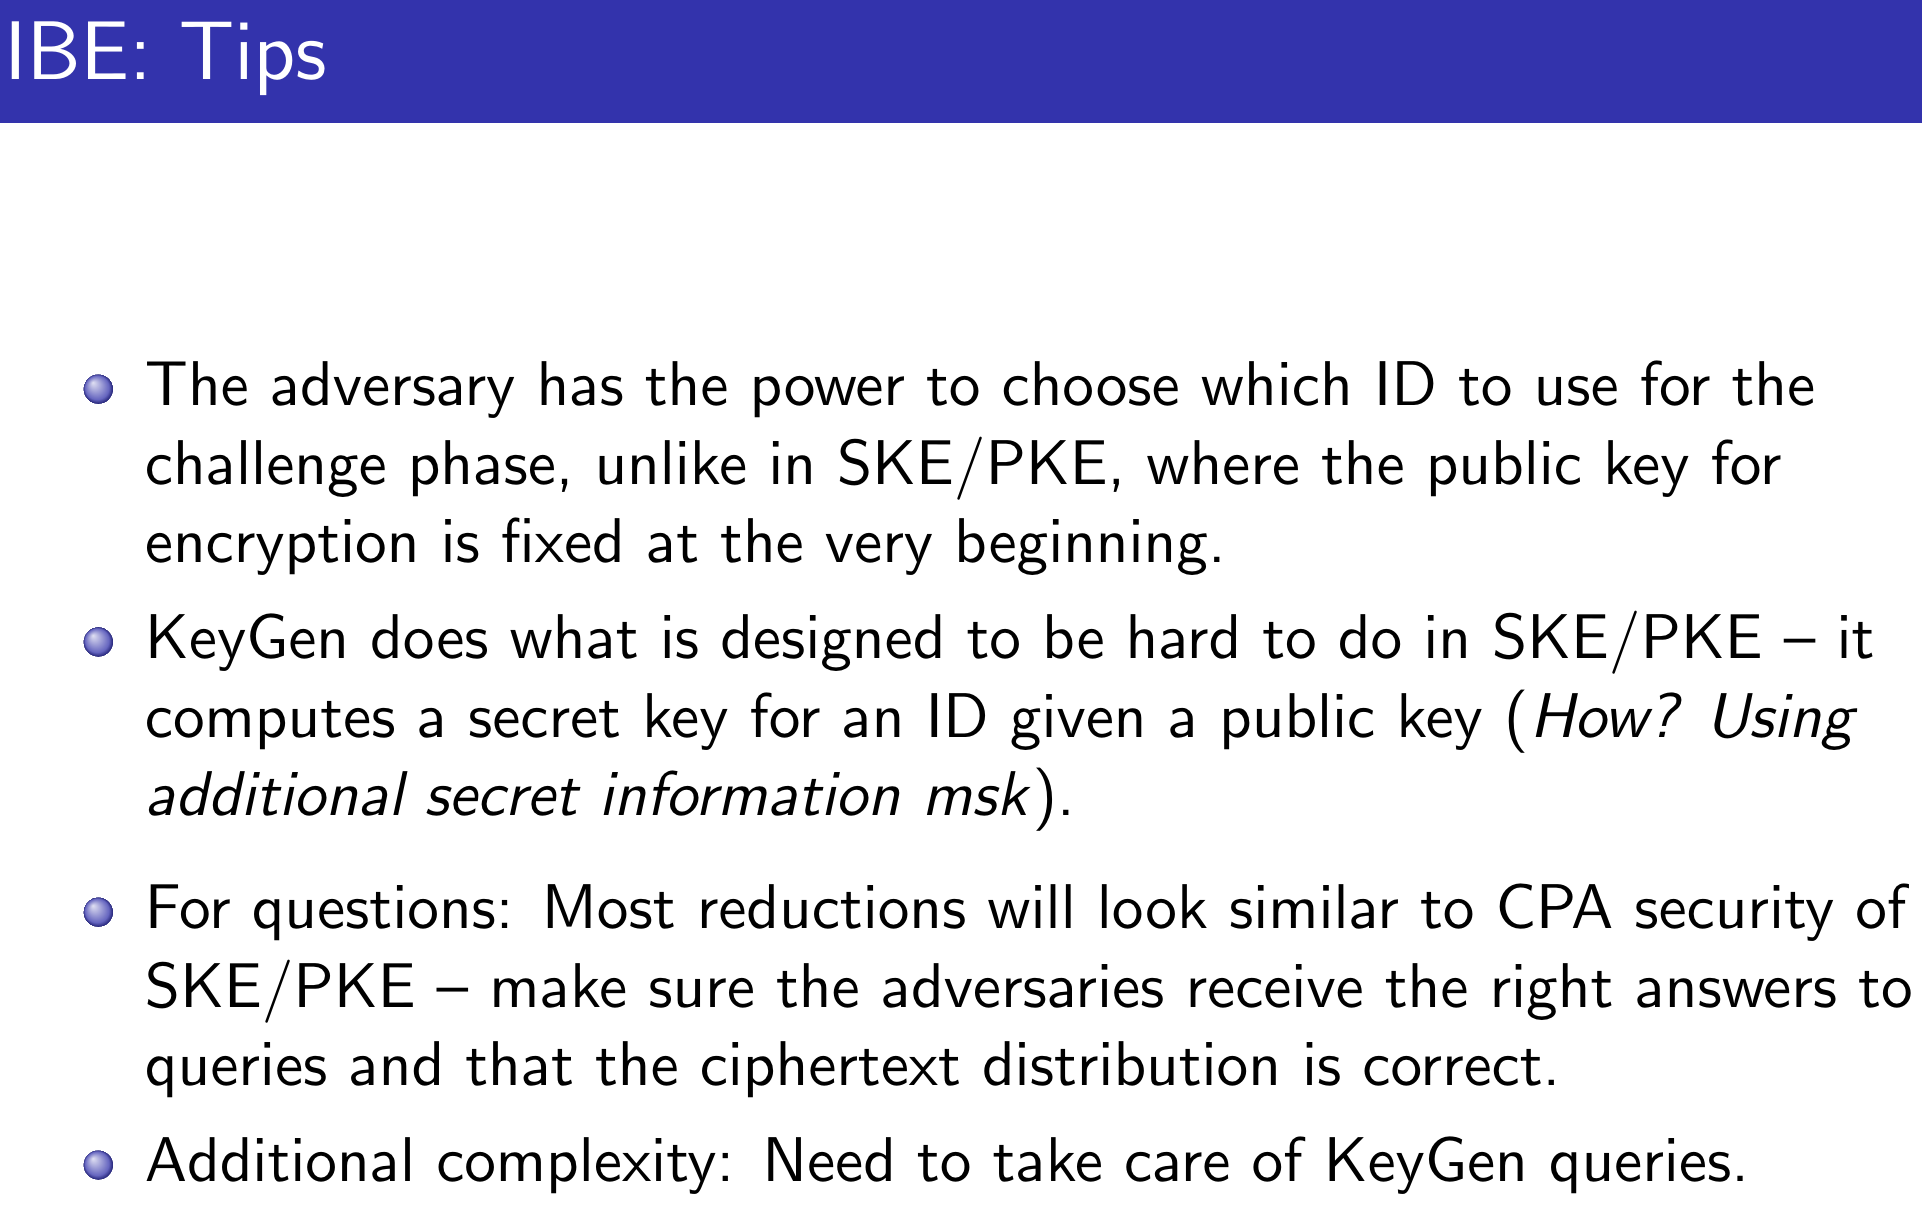 IBE: Tips
The adversary has the power to choose which ID to use for the
challenge phase, unlike in SKE/PKE, where the public key for
encryption is fixed at the very beginning.
KeyGen does what is designed to be hard to do in SKE/PKE – it
computes a secret key for an ID given a public key (How? Using
additional secret information msk).
For questions: Most reductions will look similar to CPA security of
SKE/PKE – make sure the adversaries receive the right answers to
queries and that the ciphertext distribution is correct.
Additional complexity: Need to take care of KeyGen queries.